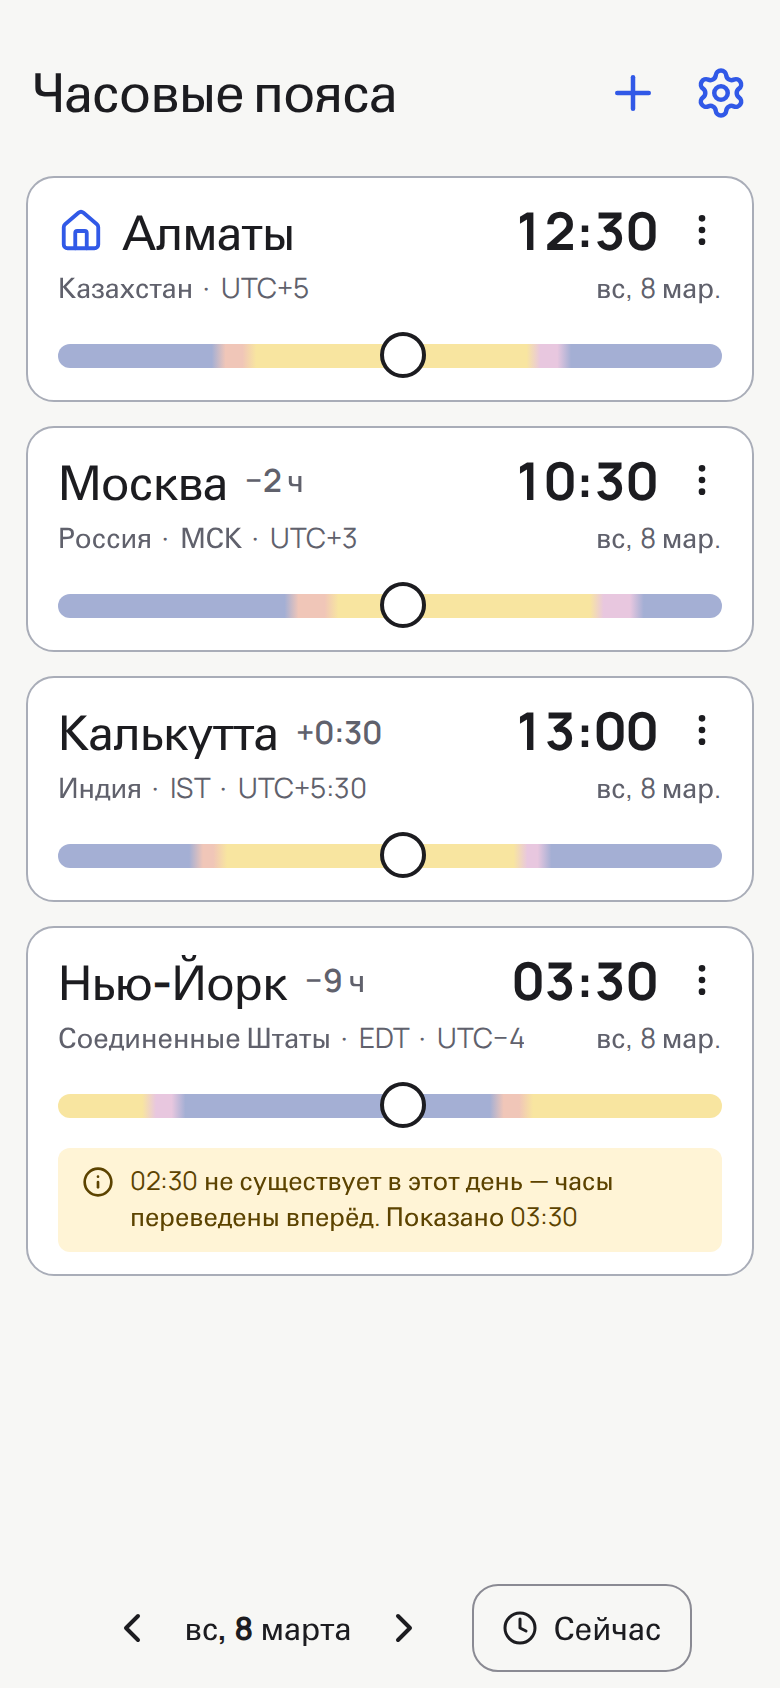 Часовые пояса
Алматы 12:30
Казахстан · UTC+5 вс, 8 мар.
Москва −2 ч 10:30
Россия · МСК · UTC+3 вс, 8 мар.
Калькутта +0:30 13:00
Индия · IST · UTC+5:30 вс, 8 мар.
Нью-Йорк −9 ч 03:30
Соединенные Штаты · EDT · UTC−4 вс, 8 мар.
02:30 не существует в этот день — часы
переведены вперёд. Показано 03:30
вс, 8 марта Сейчас